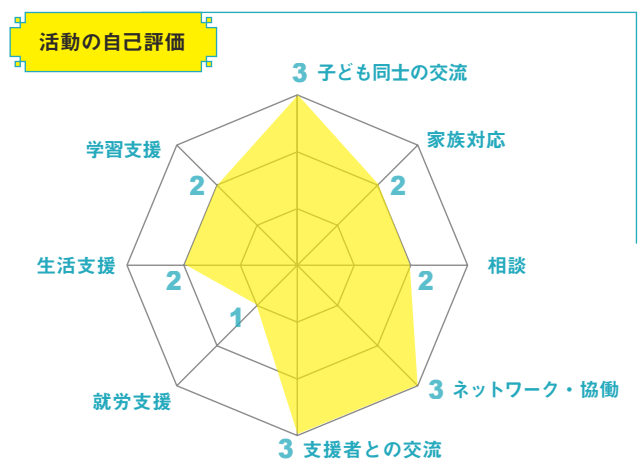 活動の自己評価
3 子ども同士の交流
学習支援
家族対応
2
2
生活支援
2
2
相談
1
就労支援
3 ネットワーク・協働
3 支援者との交流